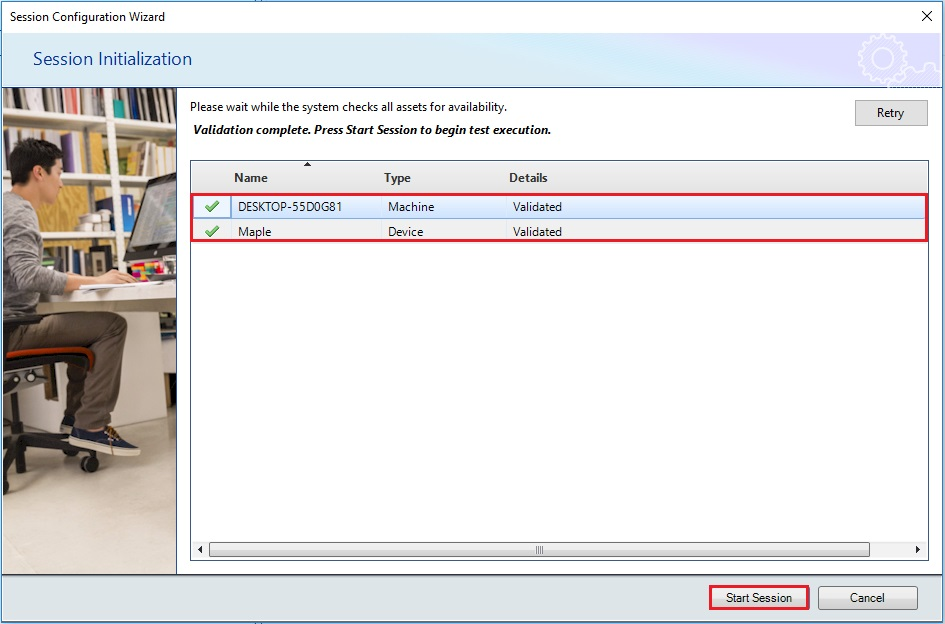 Session Configuration Wizard
Session Initialization
Please wait while the system checks all assets for availability.
Validation complete. Press Start Session to begin test execution.
Retry
Name Type Details
DESKTOP-55D0G81 Machine Validated
Maple Device Validated
Start Session Cancel